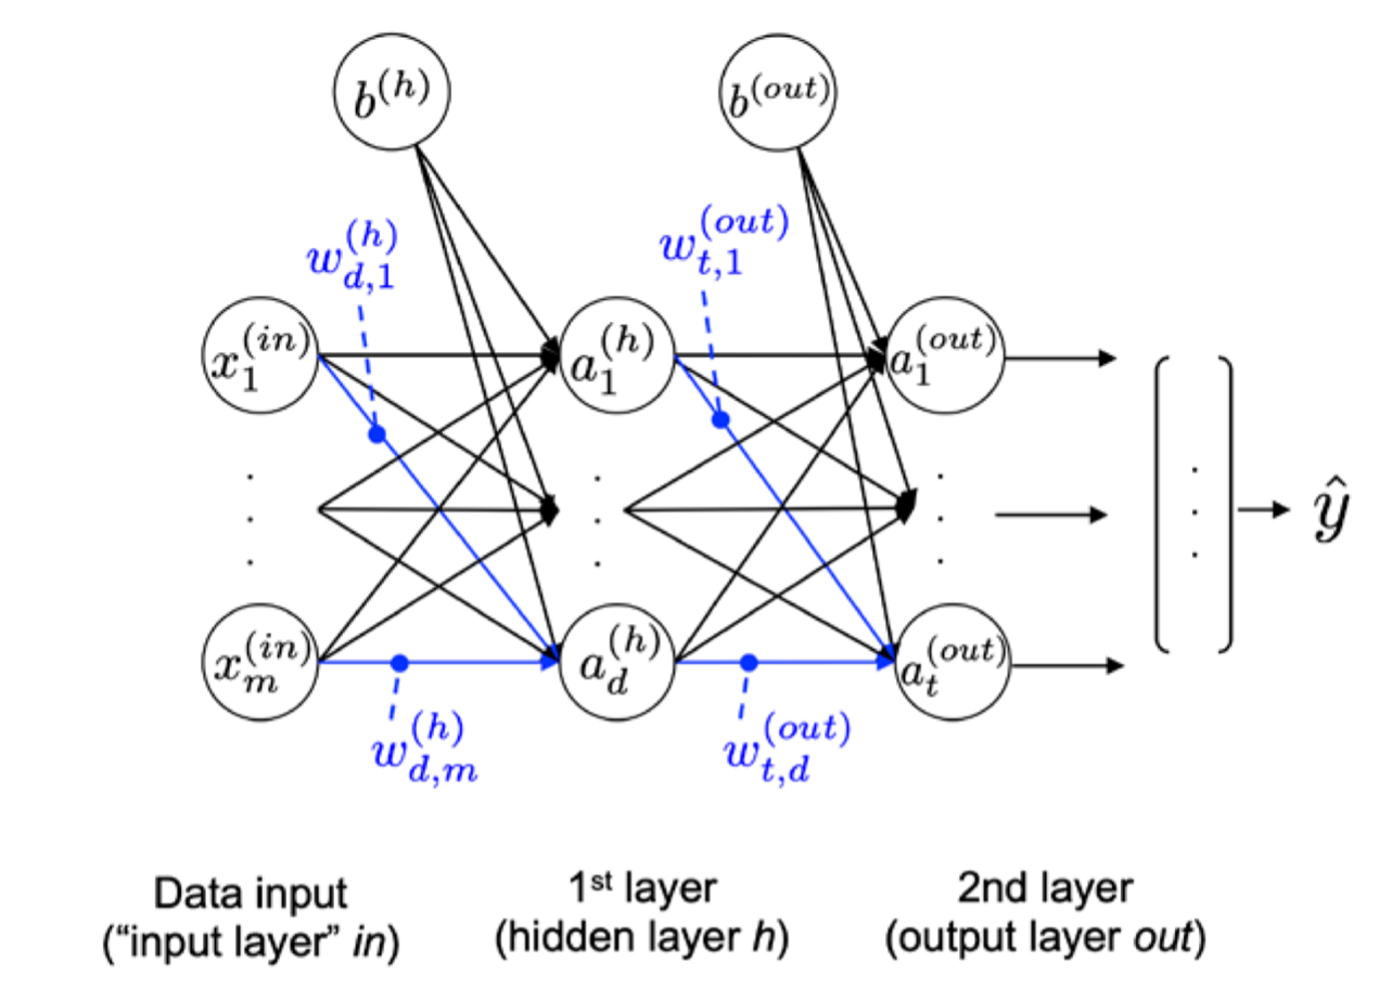 b^{(h)}
b^{(out)}
w_{d,1}^{(h)}
w_{t,1}^{(out)}
x_1^{(in)}
a_1^{(h)}
a_1^{(out)}
ŷ
x_m^{(in)}
a_d^{(h)}
a_t^{(out)}
w_{d,m}^{(h)}
w_{t,d}^{(out)}
Data input
(“input layer” in)
1st layer
(hidden layer h)
2nd layer
(output layer out)